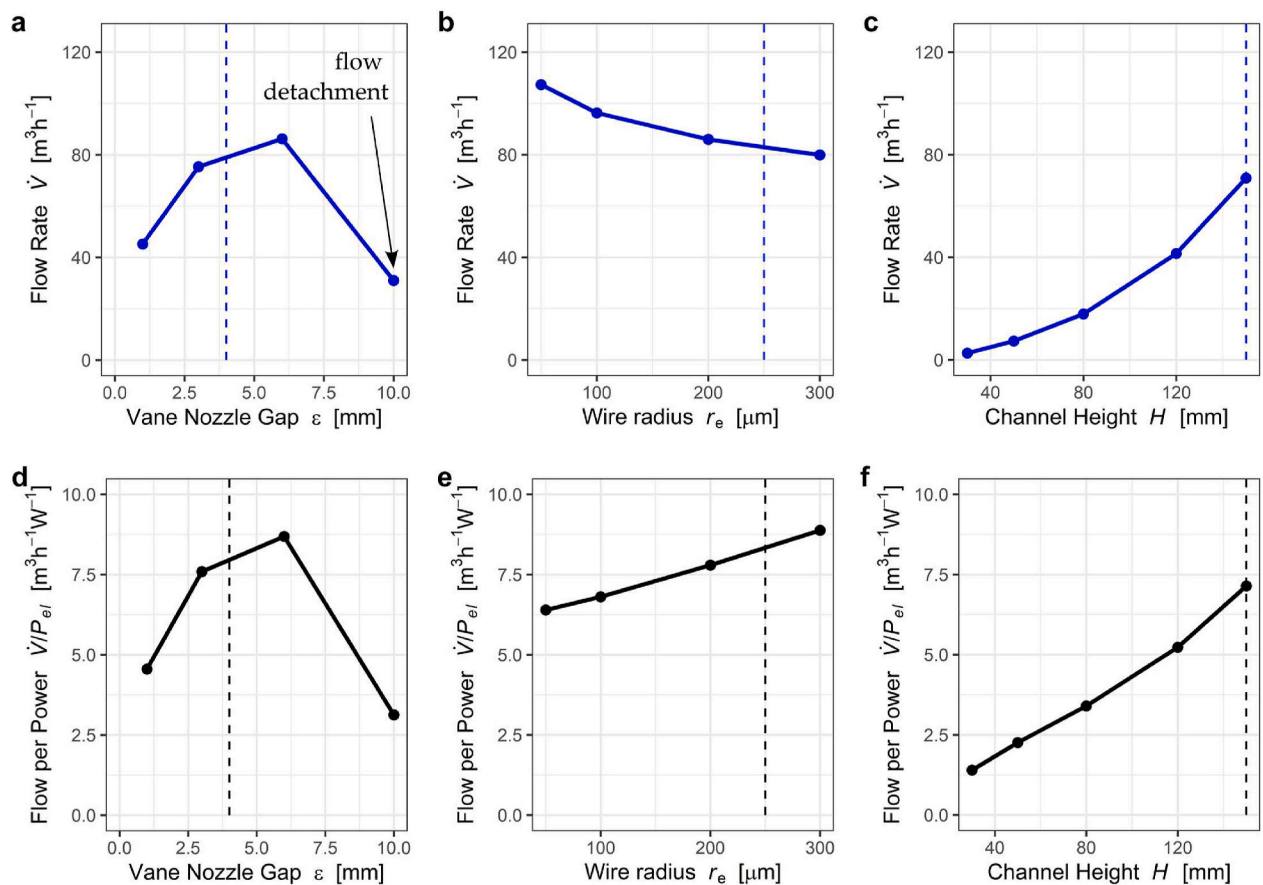 a
120
80
40
0
Flow Rate V̇ [m³h⁻¹]
flow
detachment
0.0 2.5 5.0 7.5 10.0
Vane Nozzle Gap ε [mm]
b
120
80
40
0
Flow Rate V̇ [m³h⁻¹]
100 200 300
Wire radius rₑ [μm]
c
120
80
40
0
Flow Rate V̇ [m³h⁻¹]
40 80 120
Channel Height H [mm]
d
10.0
7.5
5.0
2.5
0.0
Flow per Power V̇/Pₑₗ [m³h⁻¹W⁻¹]
0.0 2.5 5.0 7.5 10.0
Vane Nozzle Gap ε [mm]
e
10.0
7.5
5.0
2.5
0.0
Flow per Power V̇/Pₑₗ [m³h⁻¹W⁻¹]
100 200 300
Wire radius rₑ [μm]
f
10.0
7.5
5.0
2.5
0.0
Flow per Power V̇/Pₑₗ [m³h⁻¹W⁻¹]
40 80 120
Channel Height H [mm]